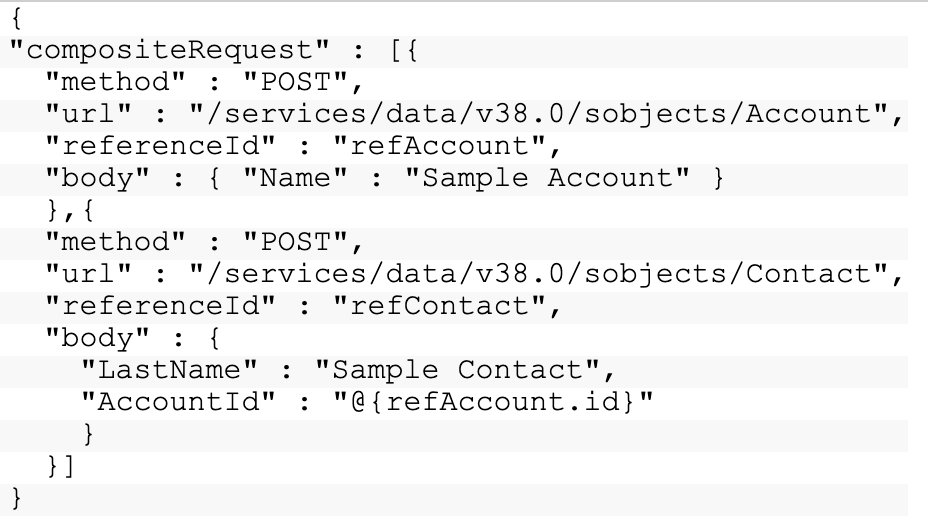 {
"compositeRequest" : [{
"method" : "POST",
"url" : "/services/data/v38.0/sobjects/Account",
"referenceId" : "refAccount",
"body" : { "Name" : "Sample Account" }
},{
"method" : "POST",
"url" : "/services/data/v38.0/sobjects/Contact",
"referenceId" : "refContact",
"body" : {
"LastName" : "Sample Contact",
"AccountId" : "@{refAccount.id}"
}
}]
}